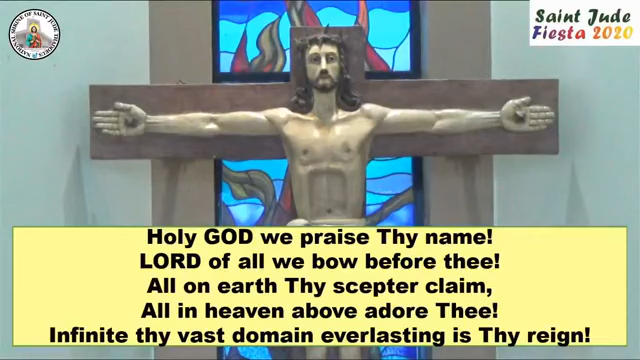 Saint Jude
Fiesta 2020
Holy GOD we praise Thy name!
LORD of all we bow before thee!
All on earth Thy scepter claim,
All in heaven above adore Thee!
Infinite thy vast domain everlasting is Thy reign!